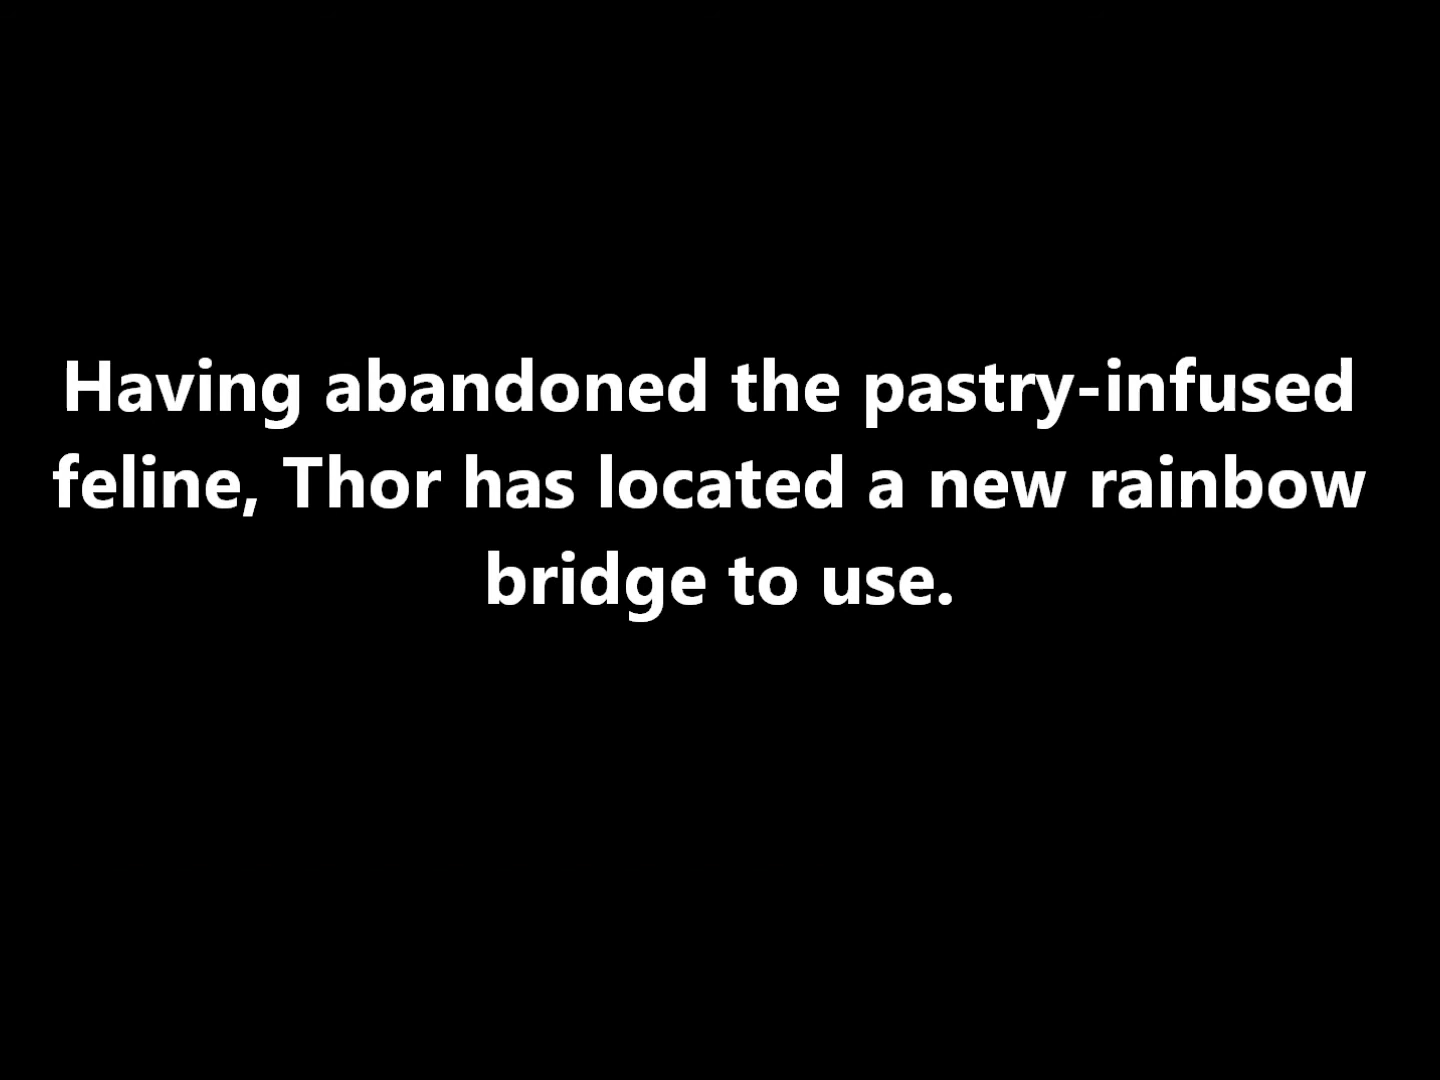 Having abandoned the pastry-infused
feline, Thor has located a new rainbow
bridge to use.